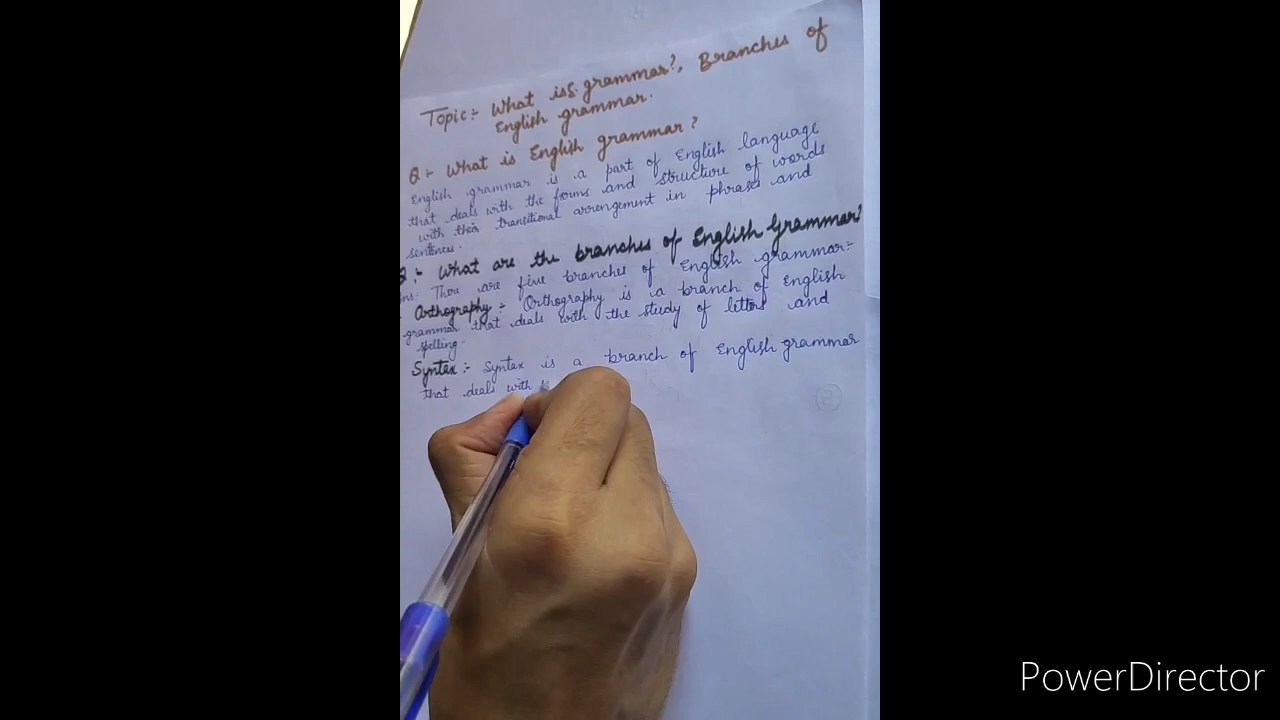 Topic:- What is grammar?, Branches of
English grammar.
Q:- What is English grammar?
English grammar is a part of English language
that deals with the forms and structure of words
with their transitional arrengement in phrases and
sentences.
Q:- What are the branches of English Grammar?
ns: There are five branches of English grammar:-
Orthography:- Orthography is a branch of English
grammar that deals with the study of letters and
spelling.
Syntax:- Syntax is a branch of English grammar
that deals with
2
PowerDirector